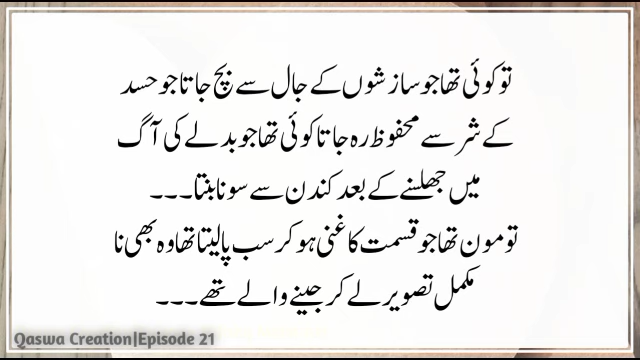 تو کوئی تھا جو سازشوں کے جال سے بچ جاتا جو حسد
کے شر سے محفوظ رہ جاتا کوئی تھا جو بدلے کی آگ
میں جھلسنے کے بعد کندن سے سونا بنتا۔۔۔
تو مون تھا جو قسمت کا غنی ہو کر سب پالیتا تھا وہ بھی نا
مکمل تصویر لے کر جینے والے تھے۔۔۔
Qaswa Creation|Episode 21